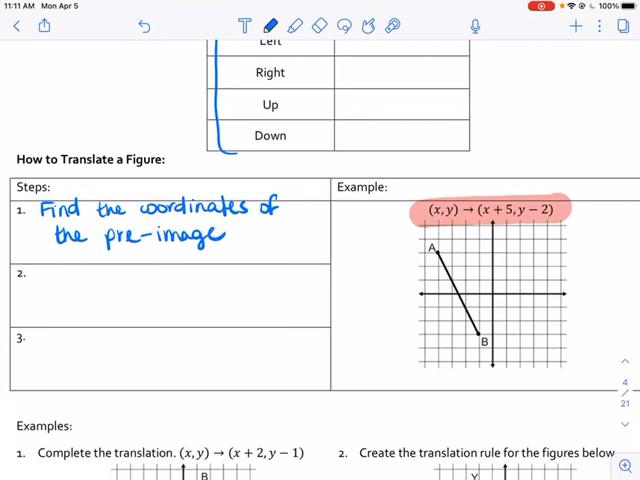 11:11 AM Mon Apr 5
100%
Left
Right
Up
Down
How to Translate a Figure:
Steps:
Example:
1. Find the coordinates of
the pre-image
(x, y) → (x + 5, y − 2)
A
B
2.
3.
4
/
21
Examples:
1. Complete the translation. (x, y) → (x + 2, y − 1)
2. Create the translation rule for the figures below
B
Y